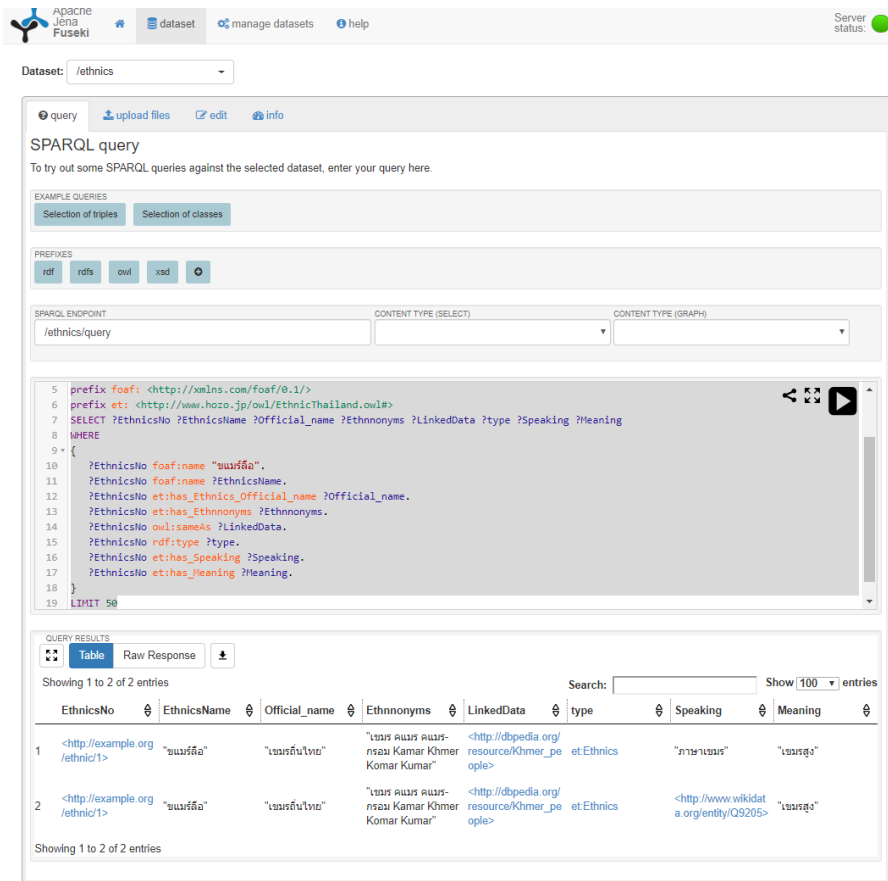 Apache
Jena
Fuseki
dataset
manage datasets
help
Server
status:
Dataset: /ethnics
query
upload files
edit
info
SPARQL query
To try out some SPARQL queries against the selected dataset, enter your query here.
EXAMPLE QUERIES
Selection of triples
Selection of classes
PREFIXES
rdf
rdfs
owl
xsd
SPARQL ENDPOINT
CONTENT TYPE (SELECT)
CONTENT TYPE (GRAPH)
/ethnics/query
5 prefix foaf: <http://xmlns.com/foaf/0.1/>
6 prefix et: <http://www.hozo.jp/owl/EthnicThailand.owl#>
7 SELECT ?EthnicsNo ?EthnicsName ?Official_name ?Ethnnonyms ?LinkedData ?type ?Speaking ?Meaning
8 WHERE
9 {
10 ?EthnicsNo foaf:name "ขแมร์ลือ".
11 ?EthnicsNo foaf:name ?EthnicsName.
12 ?EthnicsNo et:has_Ethnics_Official_name ?Official_name.
13 ?EthnicsNo et:has_Ethnnonyms ?Ethnnonyms.
14 ?EthnicsNo owl:sameAs ?LinkedData.
15 ?EthnicsNo rdf:type ?type.
16 ?EthnicsNo et:has_Speaking ?Speaking.
17 ?EthnicsNo et:has_Meaning ?Meaning.
18 }
19 LIMIT 50
QUERY RESULTS
Table
Raw Response
Showing 1 to 2 of 2 entries
Search:
Show 100 entries
EthnicsNo EthnicsName Official_name Ethnnonyms LinkedData type Speaking Meaning
"เขมร คแมร คแมร- <http://dbpedia.org/
1 <http://example.org "ขแมร์ลือ" "เขมรถิ่นไทย" กรอม Kamar Khmer resource/Khmer_pe et:Ethnics "ภาษาเขมร" "เขมรสูง"
/ethnic/1> Komar Kumar" ople>
"เขมร คแมร คแมร- <http://dbpedia.org/
2 <http://example.org "ขแมร์ลือ" "เขมรถิ่นไทย" กรอม Kamar Khmer resource/Khmer_pe et:Ethnics <http://www.wikidat "เขมรสูง"
/ethnic/1> Komar Kumar" ople> a.org/entity/Q9205>
Showing 1 to 2 of 2 entries